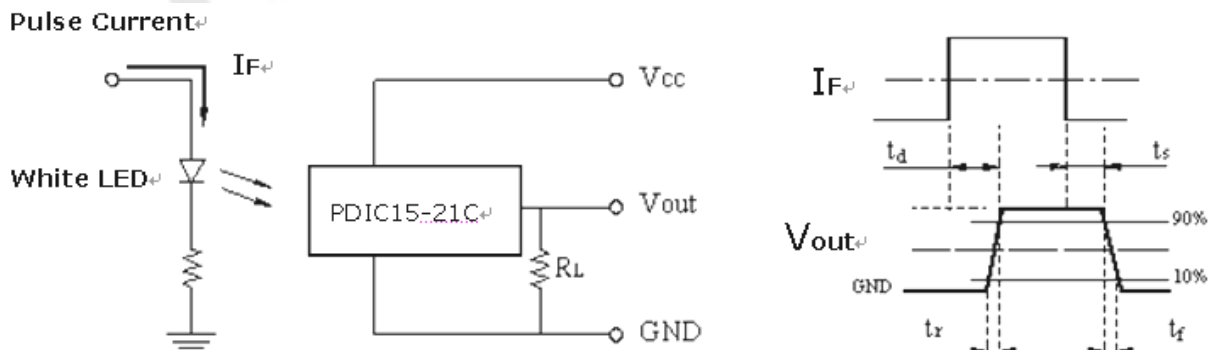 Pulse Current↵
IF↵
White LED↵
PDIC15-21C↵
Vcc
Vout
RL
GND
IF↵
td
ts
Vout↵
90%
10%
GND
tr
tf